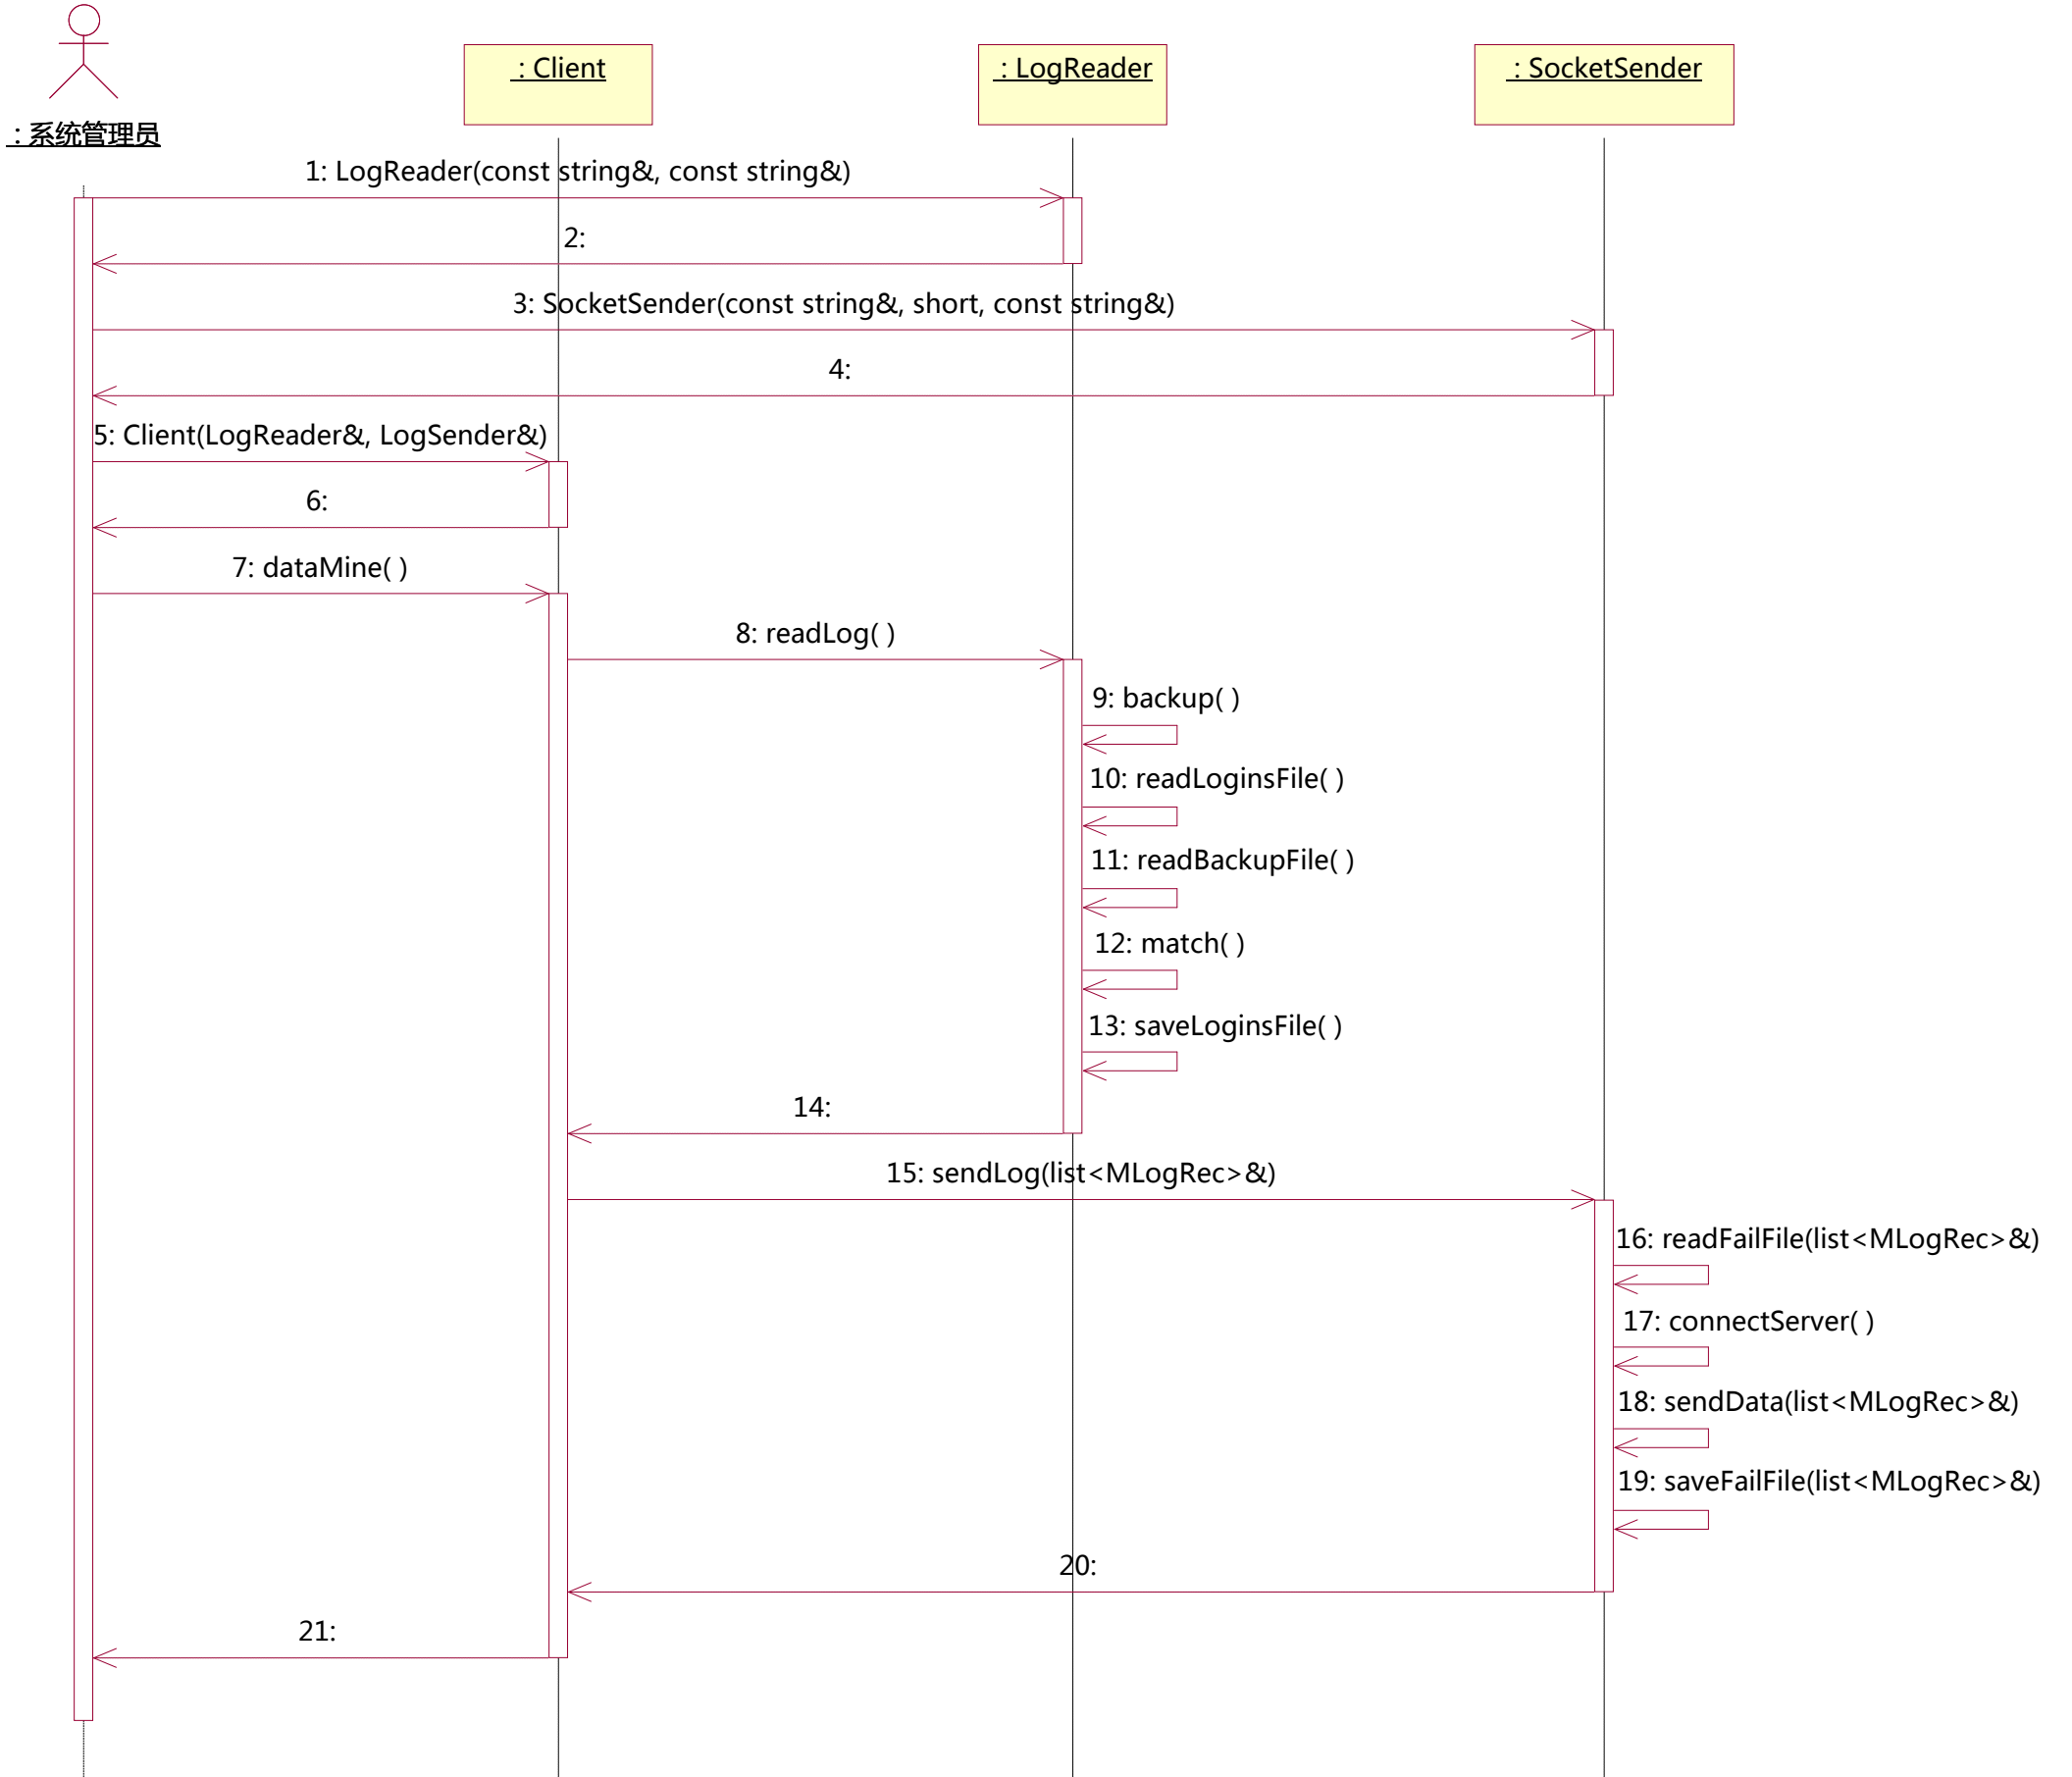 : Client
: LogReader
: SocketSender
: 系统管理员
1: LogReader(const string&, const string&)
2:
3: SocketSender(const string&, short, const string&)
4:
5: Client(LogReader&, LogSender&)
6:
7: dataMine( )
8: readLog( )
9: backup( )
10: readLoginsFile( )
11: readBackupFile( )
12: match( )
13: saveLoginsFile( )
14:
15: sendLog(list<MLogRec>&)
16: readFailFile(list<MLogRec>&)
17: connectServer( )
18: sendData(list<MLogRec>&)
19: saveFailFile(list<MLogRec>&)
20:
21: